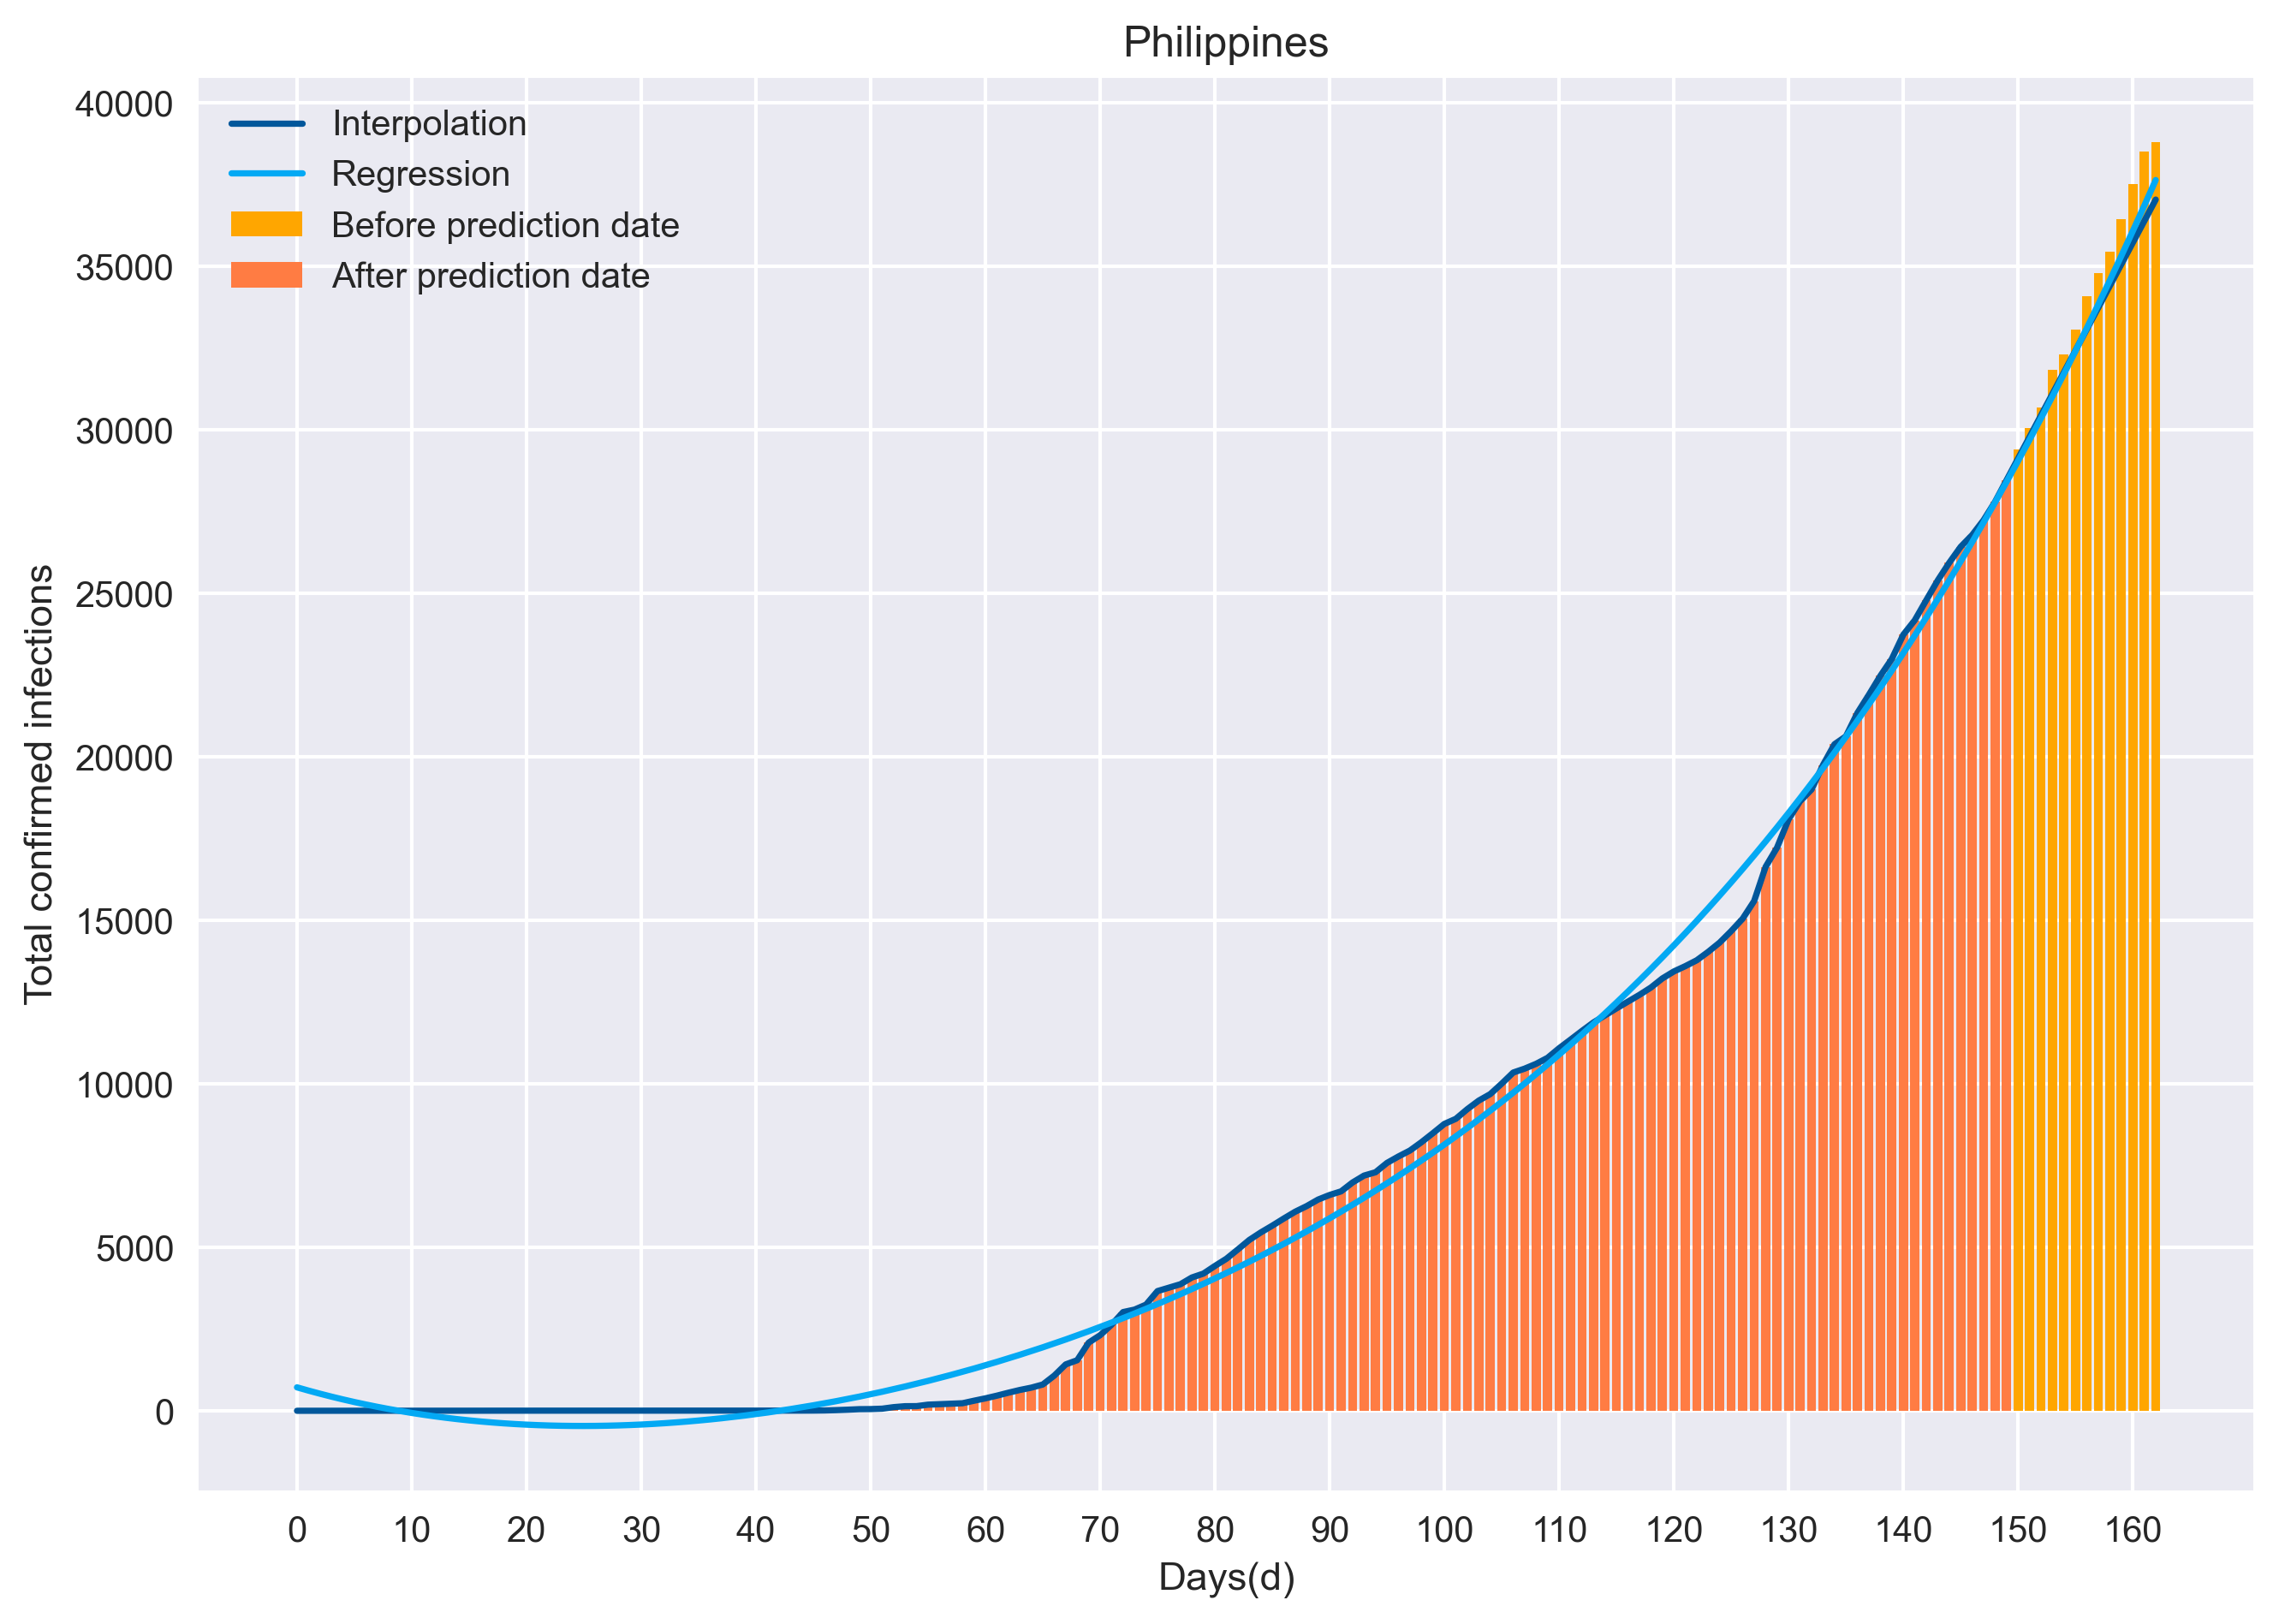 Philippines
40000
35000
30000
25000
20000
15000
10000
5000
0
Total confirmed infections
Interpolation
Regression
Before prediction date
After prediction date
0 10 20 30 40 50 60 70 80 90 100 110 120 130 140 150 160
Days(d)